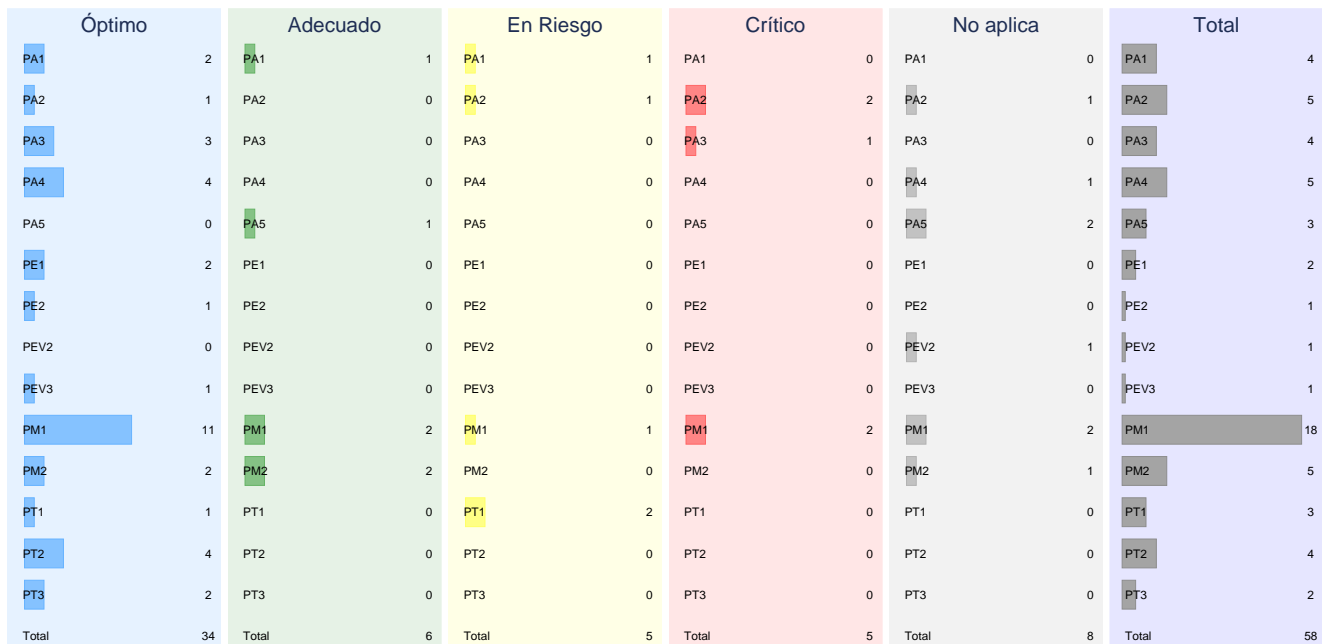 Óptimo Adecuado En Riesgo Crítico No aplica Total
PA1 2 PA1 1 PA1 1 PA1 0 PA1 0 PA1 4
PA2 1 PA2 0 PA2 1 PA2 2 PA2 1 PA2 5
PA3 3 PA3 0 PA3 0 PA3 1 PA3 0 PA3 4
PA4 4 PA4 0 PA4 0 PA4 0 PA4 1 PA4 5
PA5 0 PA5 1 PA5 0 PA5 0 PA5 2 PA5 3
PE1 2 PE1 0 PE1 0 PE1 0 PE1 0 PE1 2
PE2 1 PE2 0 PE2 0 PE2 0 PE2 0 PE2 1
PEV2 0 PEV2 0 PEV2 0 PEV2 0 PEV2 1 PEV2 1
PEV3 1 PEV3 0 PEV3 0 PEV3 0 PEV3 0 PEV3 1
PM1 11 PM1 2 PM1 1 PM1 2 PM1 2 PM1 18
PM2 2 PM2 2 PM2 0 PM2 0 PM2 1 PM2 5
PT1 1 PT1 0 PT1 2 PT1 0 PT1 0 PT1 3
PT2 4 PT2 0 PT2 0 PT2 0 PT2 0 PT2 4
PT3 2 PT3 0 PT3 0 PT3 0 PT3 0 PT3 2
Total 34 Total 6 Total 5 Total 5 Total 8 Total 58